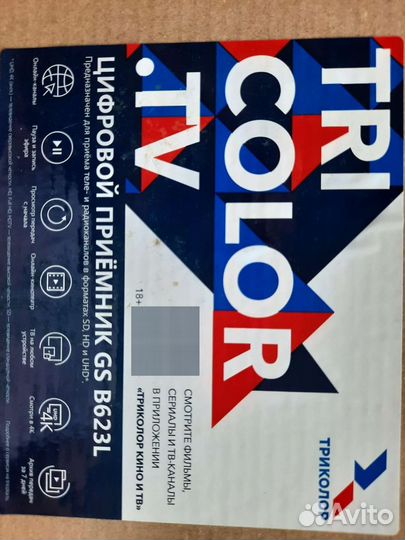 TRI
COLOR
.TV
ТРИКОЛОР
18+
СМОТРИТЕ ФИЛЬМЫ,
СЕРИАЛЫ И ТВ-КАНАЛЫ
В ПРИЛОЖЕНИИ
«ТРИКОЛОР КИНО И ТВ»
ЦИФРОВОЙ ПРИЁМНИК GS B623L
Предназначен для приёма теле- и радиоканалов в форматах SD, HD и UHD*.
Онлайн-каналы
Пауза и запись
эфира
Просмотр передач
с начала
Онлайн-кинотеатр
ТВ на любом
устройстве
UHD
4K
Смотри в 4K
Архив передач
за 7 дней
Avito